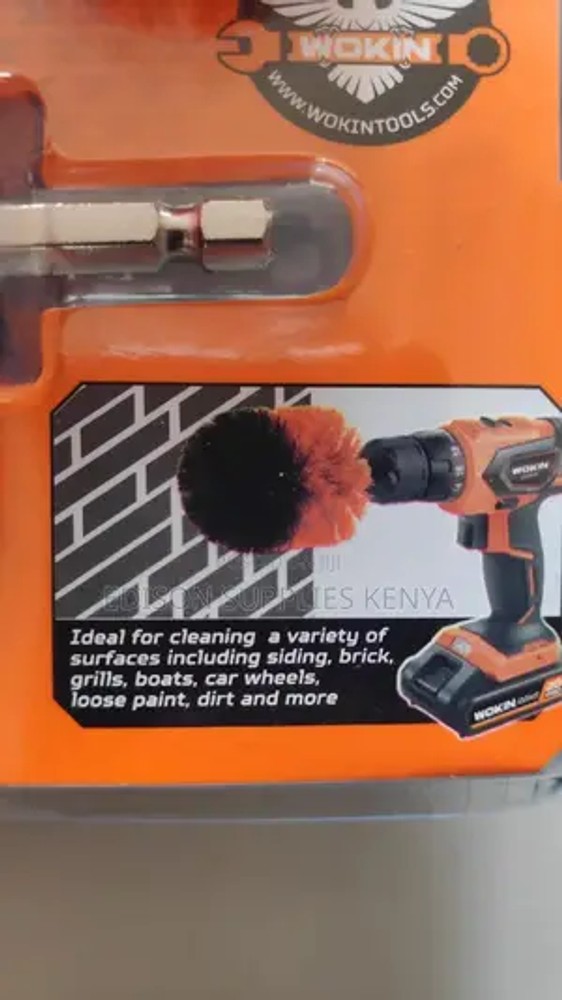 WOKIN
WWW.WOKINTOOLS.COM
WOKIN
EDISON SUPPLIES KENYA
Ideal for cleaning a variety of
surfaces including siding, brick,
grills, boats, car wheels,
loose paint, dirt and more
WOKIN